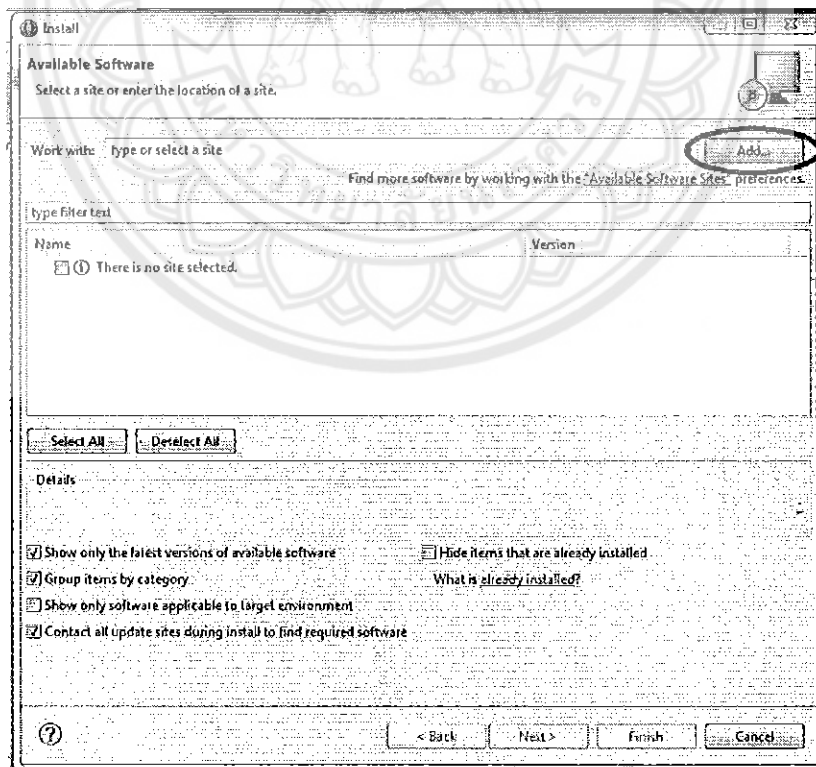 Install
Available Software
Select a site or enter the location of a site.
Work with: type or select a site Add...
Find more software by working with the "Available Software Sites" preferences.
type filter text
Name Version
There is no site selected.
Select All Deselect All
Details
Show only the latest versions of available software Hide items that are already installed
Group items by category What is already installed?
Show only software applicable to target environment
Contact all update sites during install to find required software
< Back Next > Finish Cancel